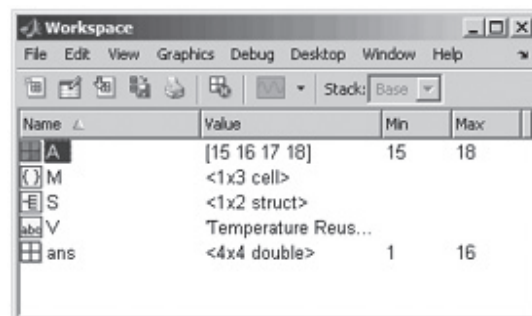 Workspace
File Edit View Graphics Debug Desktop Window Help
Stack: Base
Name Value Min Max
A [15 16 17 18] 15 18
{} M <1x3 cell>
E S <1x2 struct>
abc V 'Temperature Reus...
ans <4x4 double> 1 16